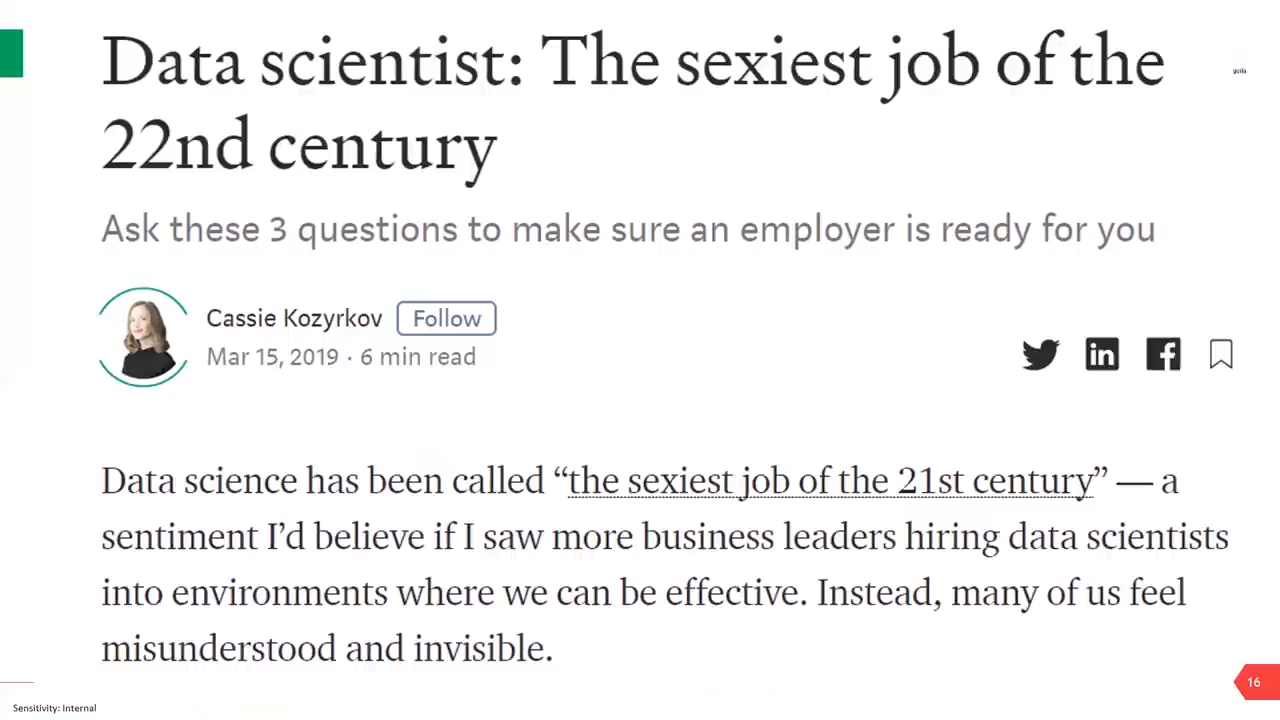 Data scientist: The sexiest job of the
22nd century
Ask these 3 questions to make sure an employer is ready for you
Cassie Kozyrkov Follow
Mar 15, 2019 · 6 min read
Data science has been called “the sexiest job of the 21st century” — a
sentiment I’d believe if I saw more business leaders hiring data scientists
into environments where we can be effective. Instead, many of us feel
misunderstood and invisible.
16
Sensitivity: Internal